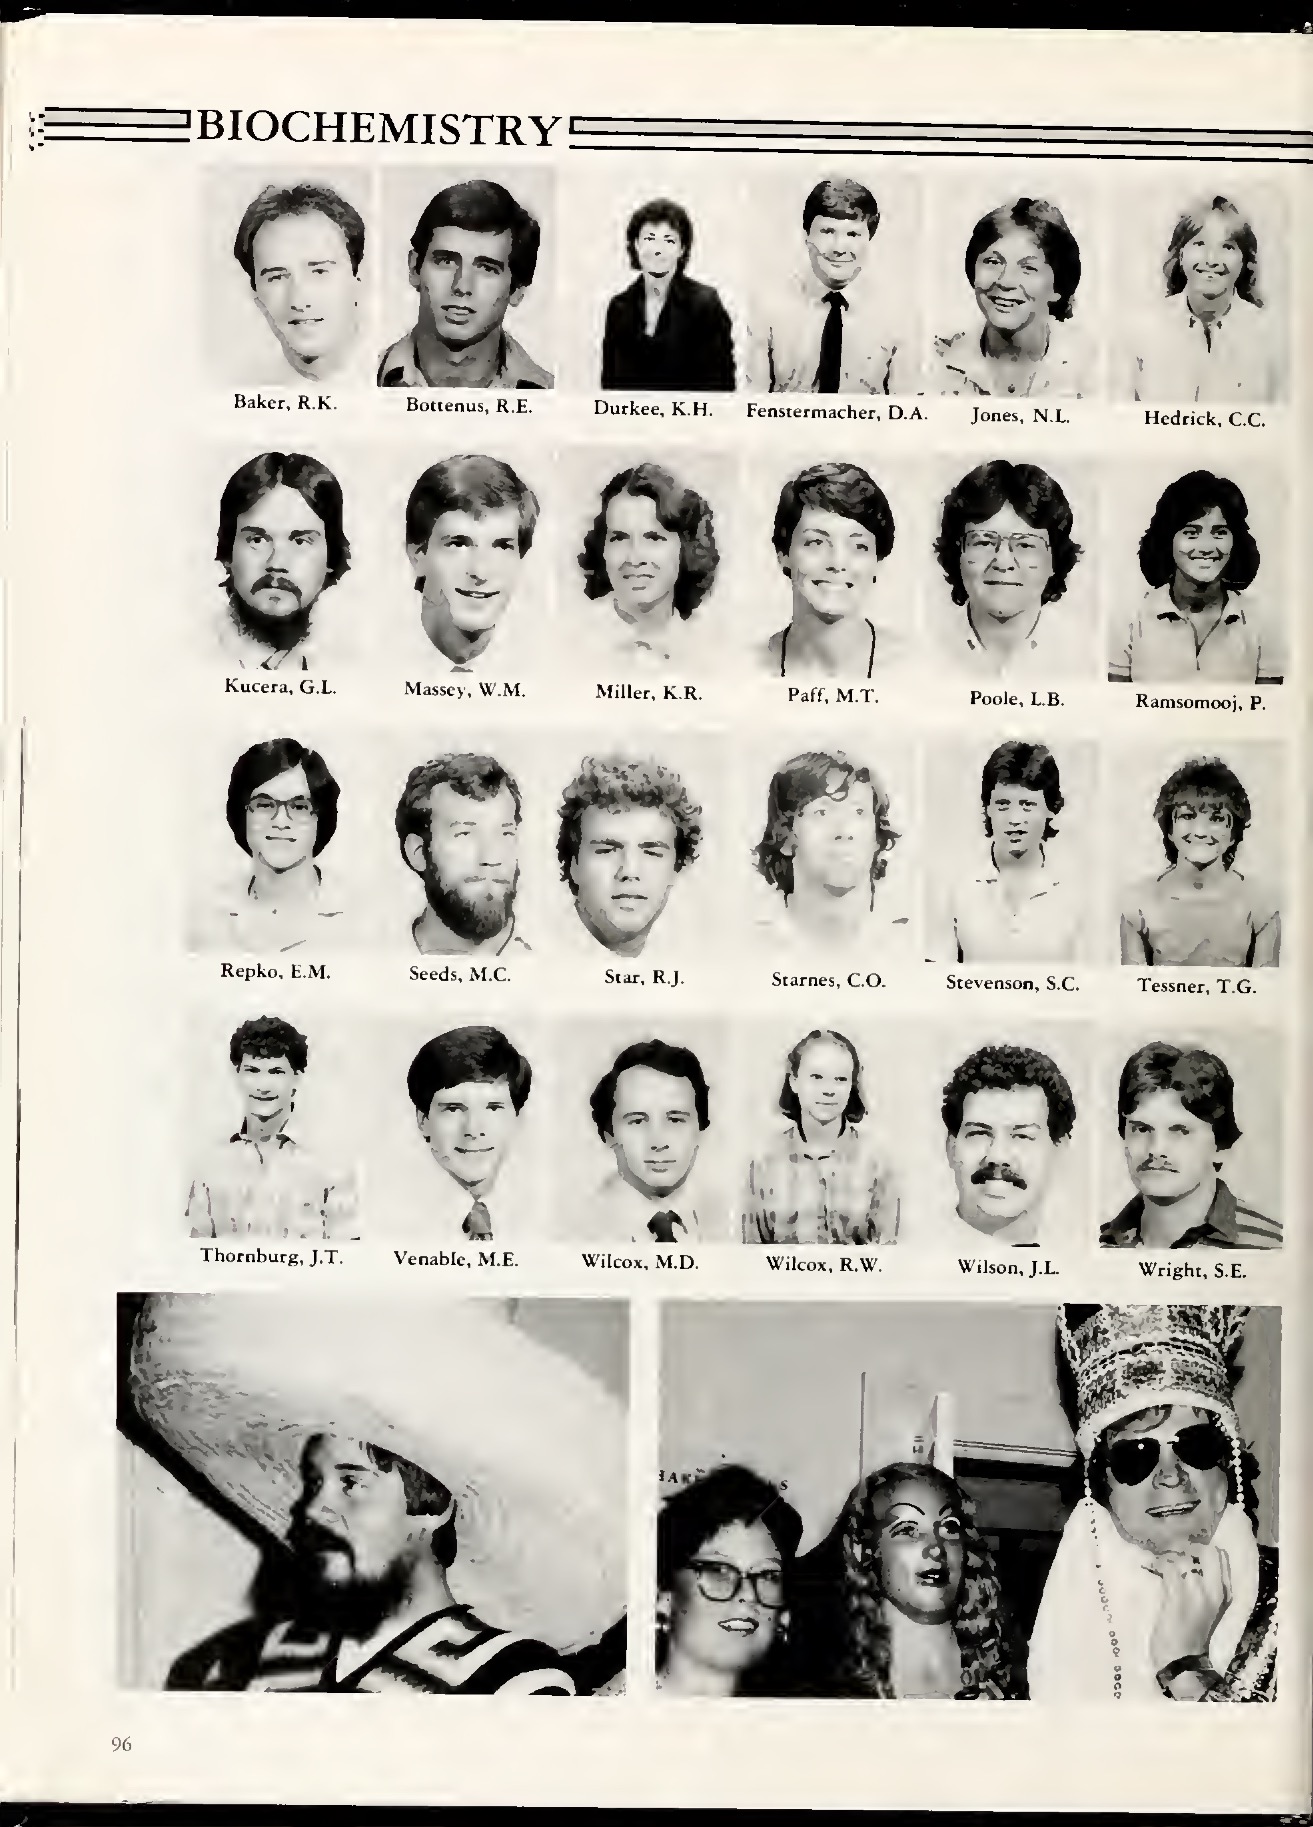 BIOCHEMISTRY
Baker, R.K. Bottenus, R.E. Durkee, K.H. Fenstermacher, D.A. Jones, N.L. Hedrick, C.C.
Kucera, G.L. Massey, W.M. Miller, K.R. Paff, M.T. Poole, L.B. Ramsomooj, P.
Repko, E.M. Seeds, M.C. Star, R.J. Starnes, C.O. Stevenson, S.C. Tessner, T.G.
Thornburg, J.T. Venable, M.E. Wilcox, M.D. Wilcox, R.W. Wilson, J.L. Wright, S.E.
96